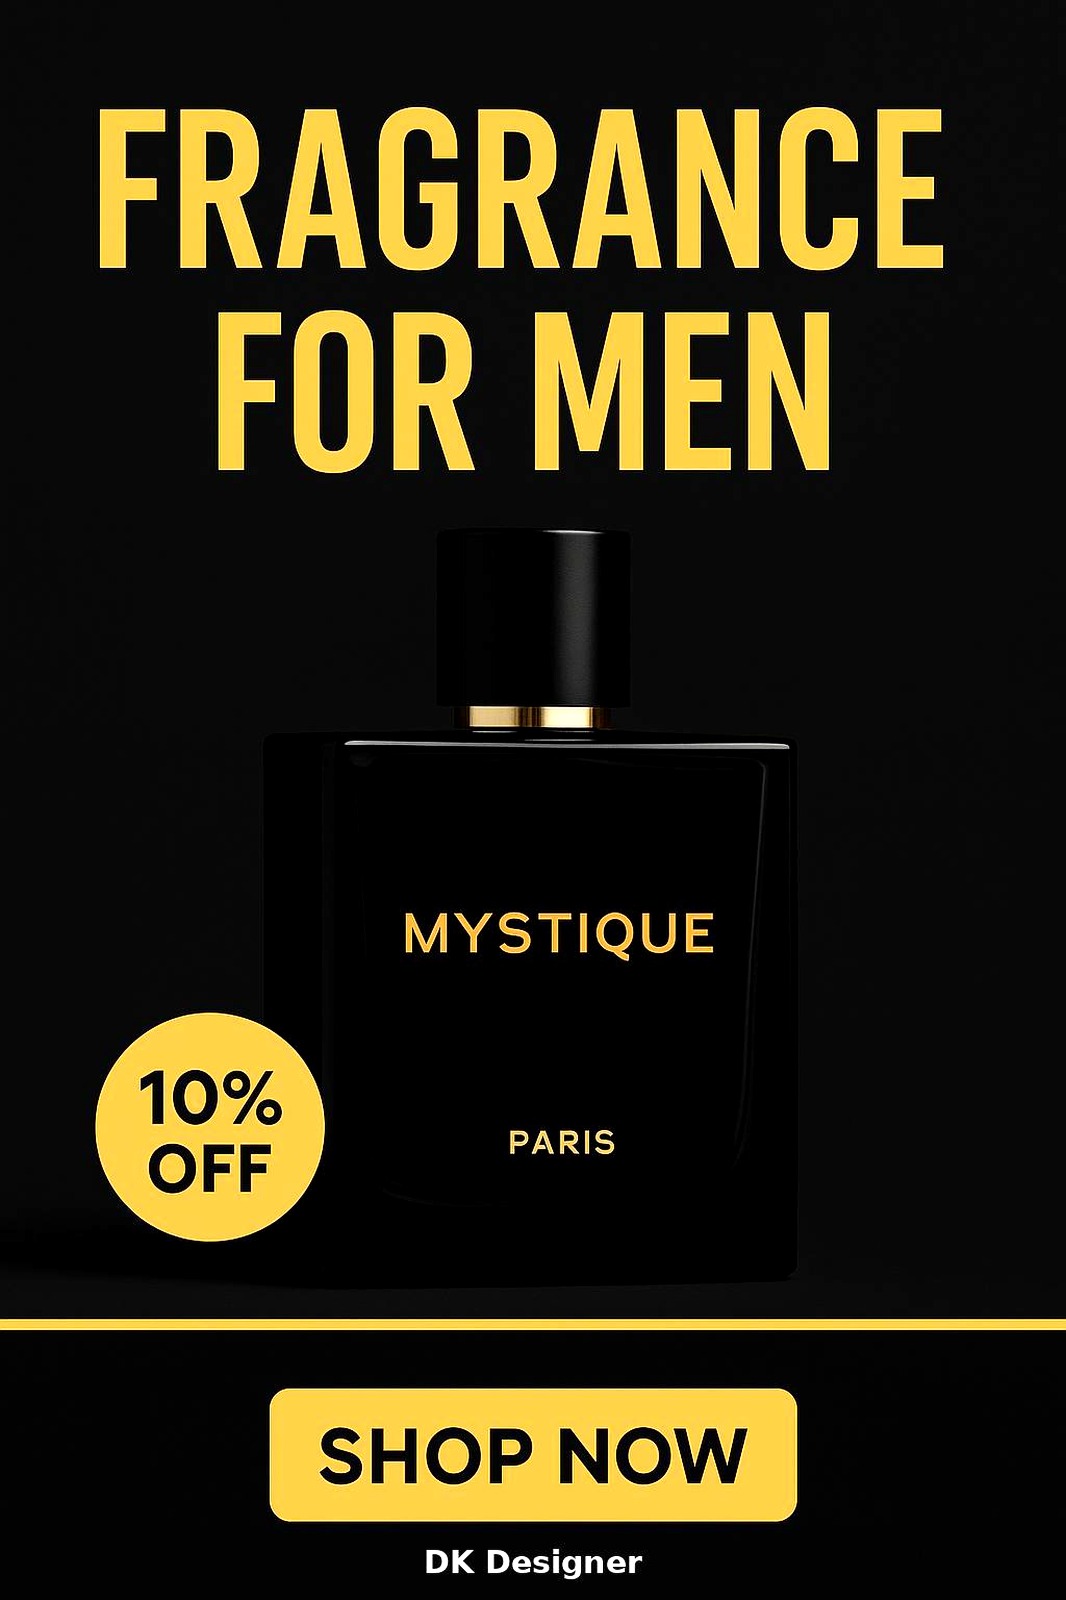 FRAGRANCE
FOR MEN
MYSTIQUE
10%
OFF
PARIS
SHOP NOW
DK Designer